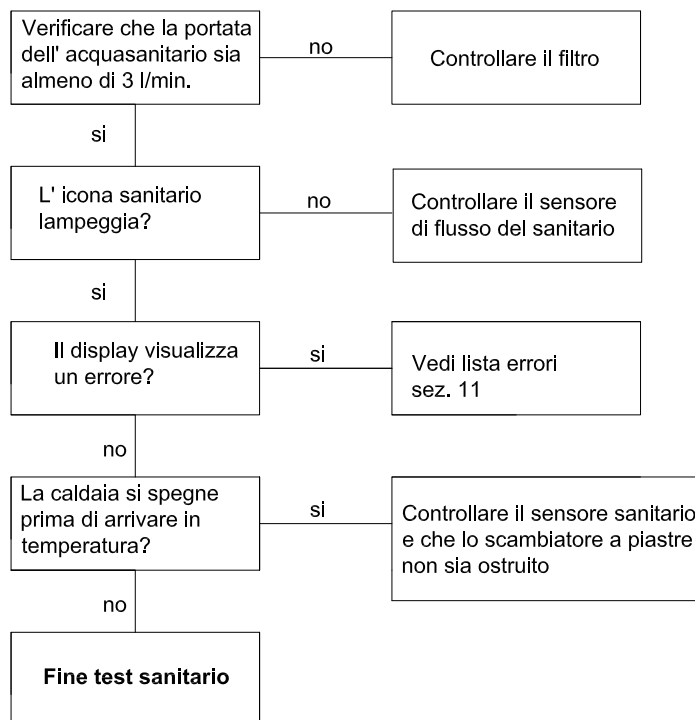 Verificare che la portata
dell' acquasanitario sia
almeno di 3 l/min.
no
Controllare il filtro
si
L' icona sanitario
lampeggia?
no
Controllare il sensore
di flusso del sanitario
si
Il display visualizza
un errore?
si
Vedi lista errori
sez. 11
no
La caldaia si spegne
prima di arrivare in
temperatura?
si
Controllare il sensore sanitario
e che lo scambiatore a piastre
non sia ostruito
no
Fine test sanitario